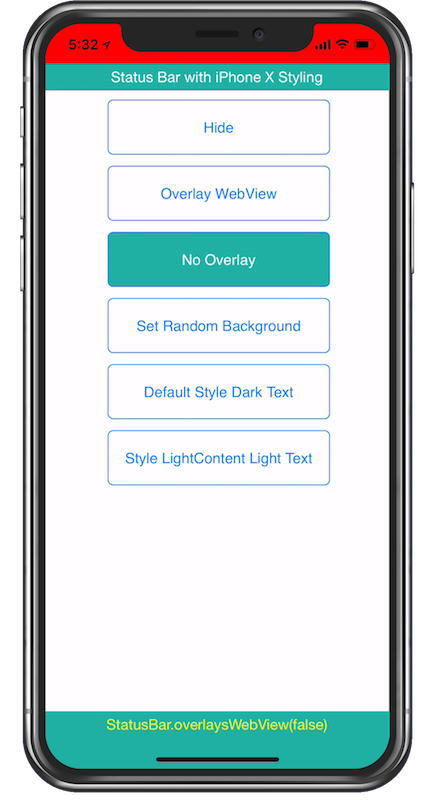 5:32
Status Bar with iPhone X Styling
Hide
Overlay WebView
No Overlay
Set Random Background
Default Style Dark Text
Style LightContent Light Text
StatusBar.overlaysWebView(false)